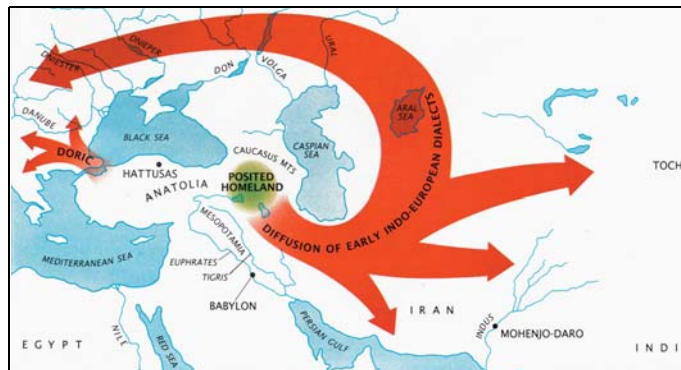 DNIEPER
DNIESTER
URAL
DON
VOLGA
ARAL
SEA
DANUBE
BLACK SEA
CAUCASUS MTS
CASPIAN
SEA
DORIC
HATTUSAS
ANATOLIA
POSITED
HOMELAND
DIFFUSION OF EARLY INDO-EUROPEAN DIALECTS
TOCH
MESOPOTAMIA
MEDITERRANEAN SEA
EUPHRATES
TIGRIS
BABYLON
IRAN
INDUS
MOHENJO-DARO
EGYPT
NILE
RED
SEA
PERSIAN GULF
INDI